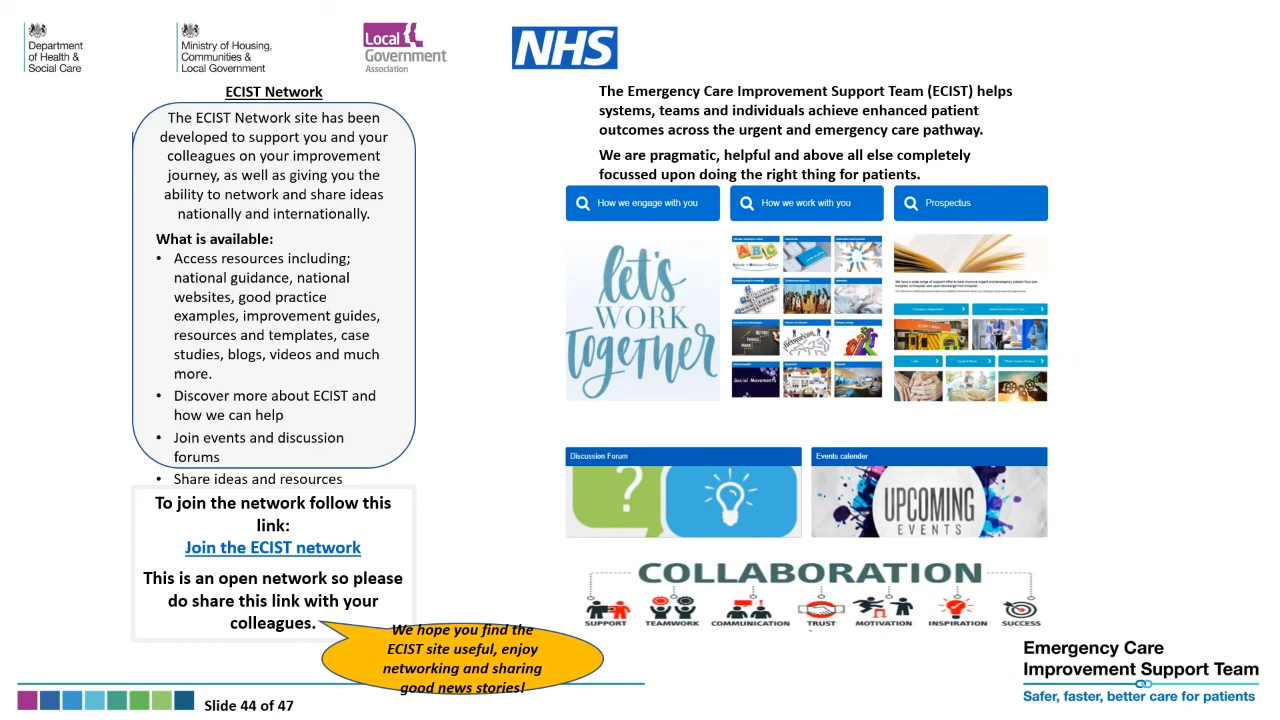 Department
of Health &
Social Care
Ministry of Housing,
Communities &
Local Government
Local
Government
Association
NHS
ECIST Network
The ECIST Network site has been
developed to support you and your
colleagues on your improvement
journey, as well as giving you the
ability to network and share ideas
nationally and internationally.
What is available:
• Access resources including;
national guidance, national
websites, good practice
examples, improvement guides,
resources and templates, case
studies, blogs, videos and much
more.
• Discover more about ECIST and
how we can help
• Join events and discussion
forums
• Share ideas and resources
To join the network follow this
link:
Join the ECIST network
This is an open network so please
do share this link with your
colleagues.
We hope you find the
ECIST site useful, enjoy
networking and sharing
good news stories!
The Emergency Care Improvement Support Team (ECIST) helps
systems, teams and individuals achieve enhanced patient
outcomes across the urgent and emergency care pathway.
We are pragmatic, helpful and above all else completely
focussed upon doing the right thing for patients.
How we engage with you
How we work with you
Prospectus
let's
WORK
together
ABC
Social Movements
Discussion Forum
?
Events calender
UPCOMING
EVENTS
COLLABORATION
SUPPORT
TEAMWORK
COMMUNICATION
TRUST
MOTIVATION
INSPIRATION
SUCCESS
Slide 44 of 47
Emergency Care
Improvement Support Team
Safer, faster, better care for patients